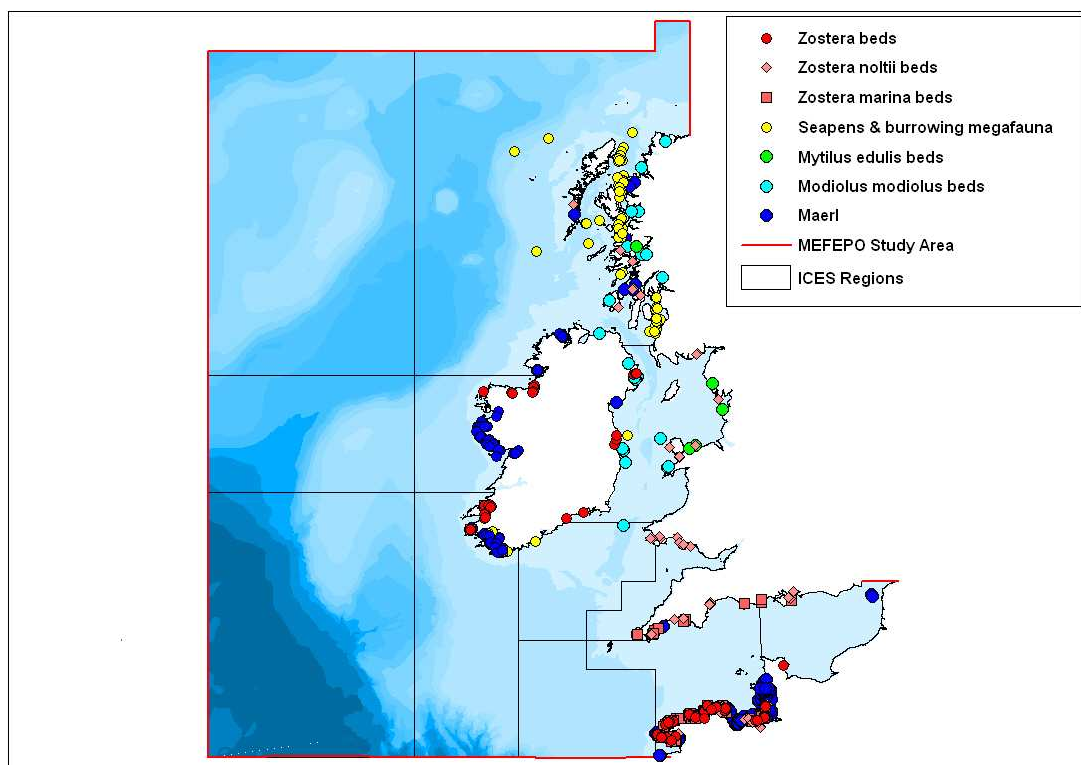 Zostera beds
Zostera noltii beds
Zostera marina beds
Seapens & burrowing megafauna
Mytilus edulis beds
Modiolus modiolus beds
Maerl
MEFEPO Study Area
ICES Regions